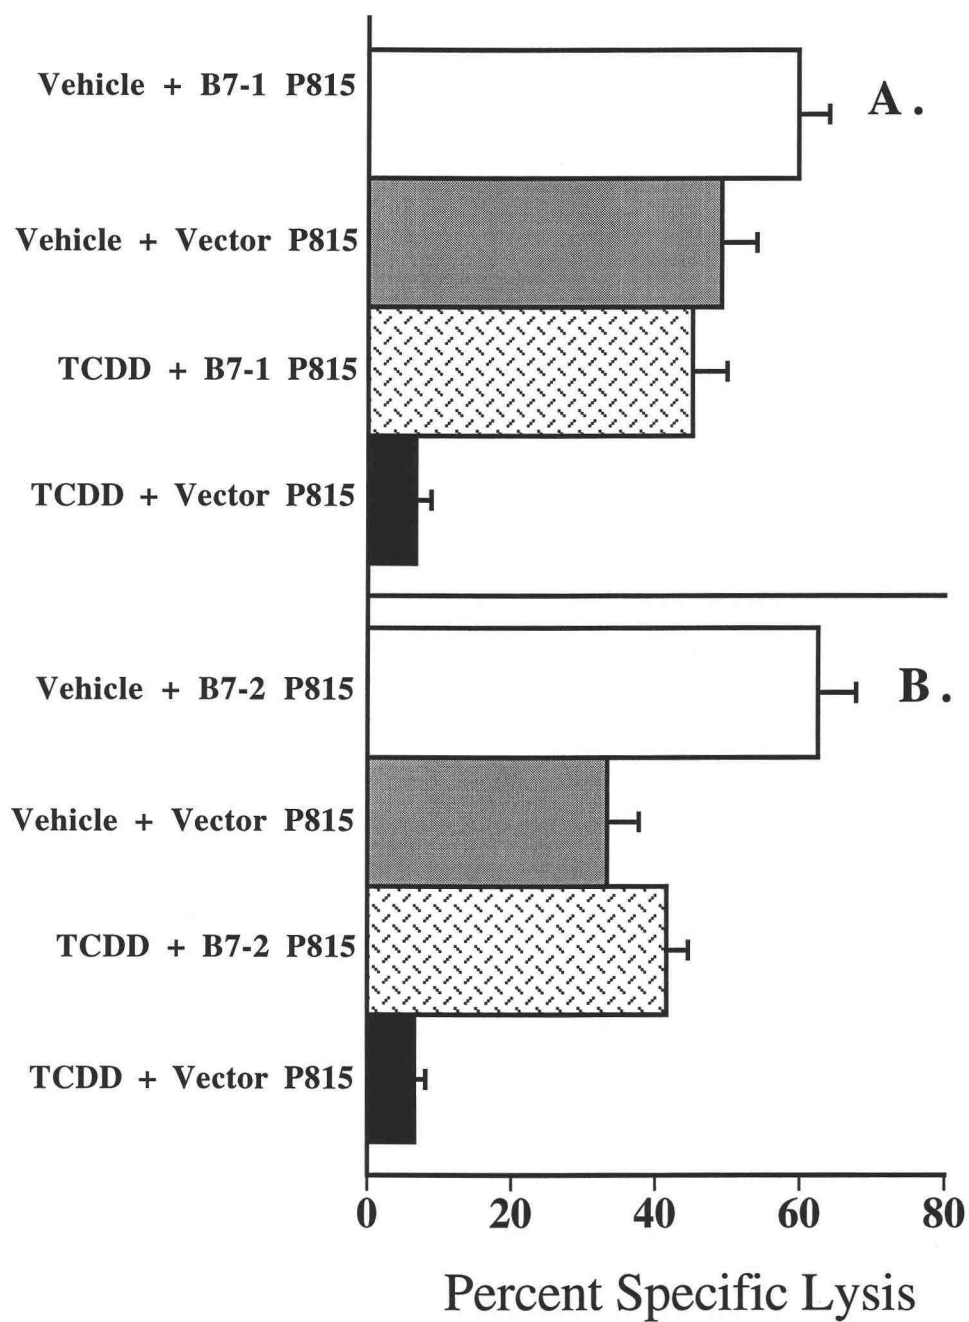 Vehicle + B7-1 P815
A.
Vehicle + Vector P815
TCDD + B7-1 P815
TCDD + Vector P815
Vehicle + B7-2 P815
B.
Vehicle + Vector P815
TCDD + B7-2 P815
TCDD + Vector P815
0 20 40 60 80
Percent Specific Lysis